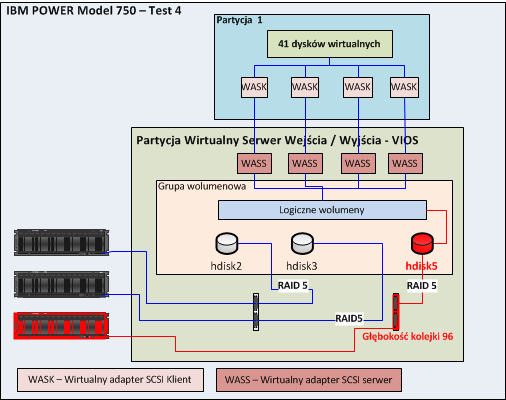 IBM POWER Model 750 – Test 4
Partycja 1
41 dysków wirtualnych
WASK WASK WASK WASK
Partycja Wirtualny Serwer Wejścia / Wyjścia - VIOS
WASS WASS WASS WASS
Grupa wolumenowa
Logiczne wolumeny
hdisk2 hdisk3 hdisk5
RAID 5 RAID 5
RAID5
Głębokość kolejki 96
WASK – Wirtualny adapter SCSI Klient
WASS – Wirtualny adapter SCSI serwer